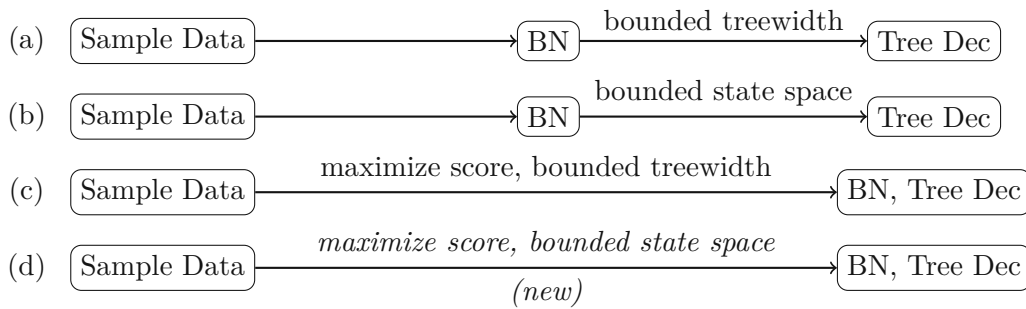 (a) Sample Data BN bounded treewidth Tree Dec
(b) Sample Data BN bounded state space Tree Dec
(c) Sample Data maximize score, bounded treewidth BN, Tree Dec
(d) Sample Data maximize score, bounded state space BN, Tree Dec
(new)